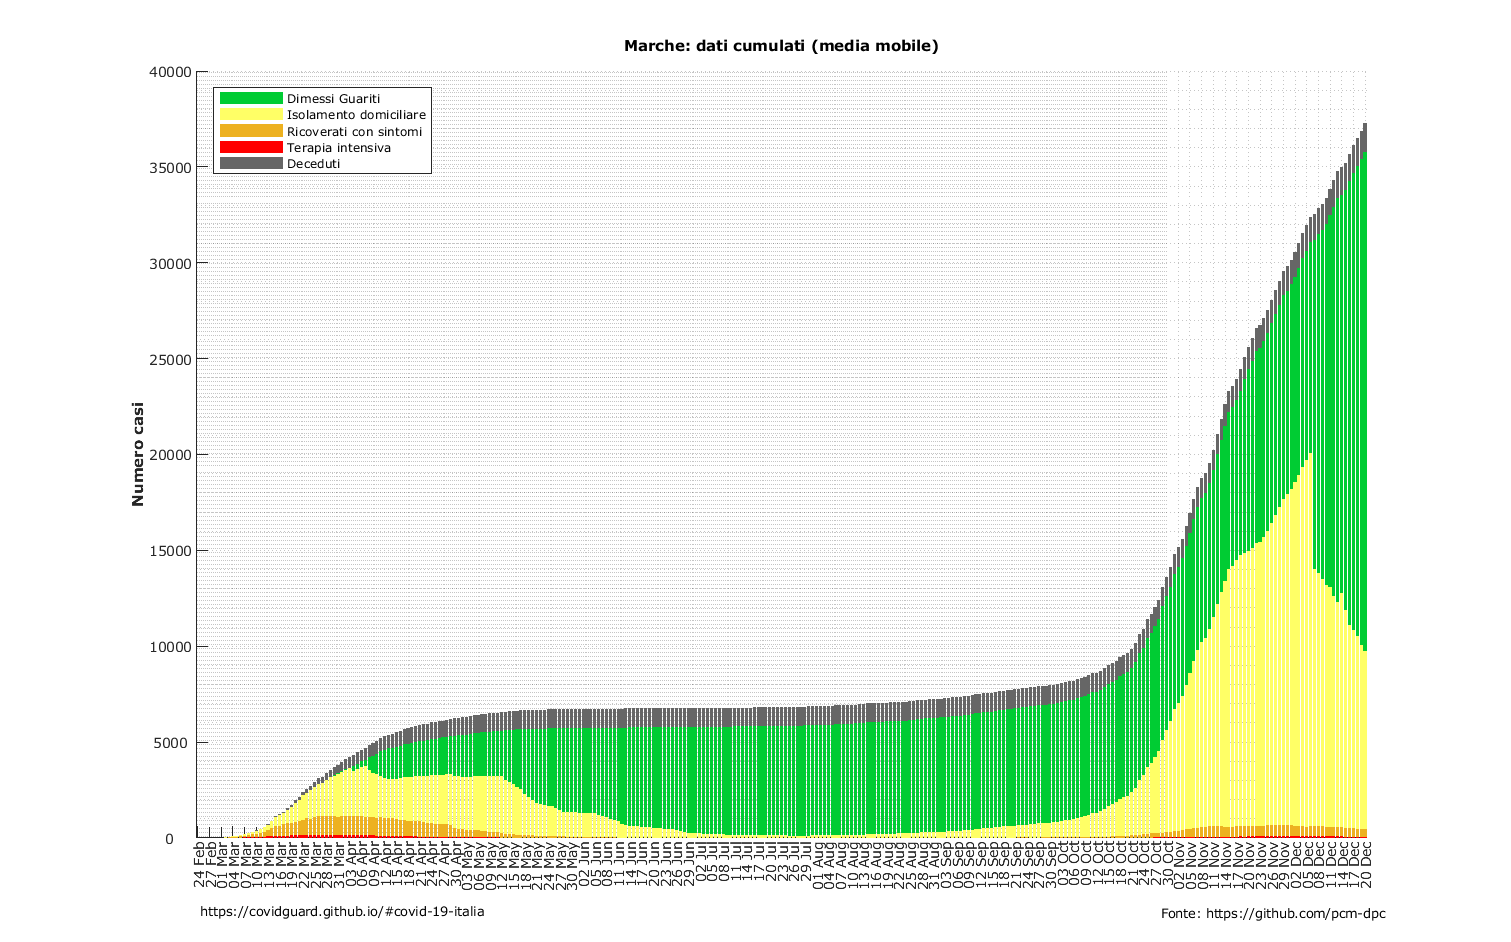 Marche: dati cumulati (media mobile)
40000
35000
30000
25000
20000
15000
10000
5000
0
Numero casi
Dimessi Guariti
Isolamento domiciliare
Ricoverati con sintomi
Terapia intensiva
Deceduti
24 Feb
27 Feb
01 Mar
04 Mar
07 Mar
10 Mar
13 Mar
16 Mar
19 Mar
22 Mar
25 Mar
28 Mar
31 Mar
03 Apr
06 Apr
09 Apr
12 Apr
15 Apr
18 Apr
21 Apr
24 Apr
27 Apr
30 Apr
03 May
06 May
09 May
12 May
15 May
18 May
21 May
24 May
27 May
30 May
02 Jun
05 Jun
08 Jun
11 Jun
14 Jun
17 Jun
20 Jun
23 Jun
26 Jun
29 Jun
02 Jul
05 Jul
08 Jul
11 Jul
14 Jul
17 Jul
20 Jul
23 Jul
26 Jul
29 Jul
01 Aug
04 Aug
07 Aug
10 Aug
13 Aug
16 Aug
19 Aug
22 Aug
25 Aug
28 Aug
31 Aug
03 Sep
06 Sep
09 Sep
12 Sep
15 Sep
18 Sep
21 Sep
24 Sep
27 Sep
30 Sep
03 Oct
06 Oct
09 Oct
12 Oct
15 Oct
18 Oct
21 Oct
24 Oct
27 Oct
30 Oct
02 Nov
05 Nov
08 Nov
11 Nov
14 Nov
17 Nov
20 Nov
23 Nov
26 Nov
29 Nov
02 Dec
05 Dec
08 Dec
11 Dec
14 Dec
17 Dec
20 Dec
https://covidguard.github.io/#covid-19-italia
Fonte: https://github.com/pcm-dpc